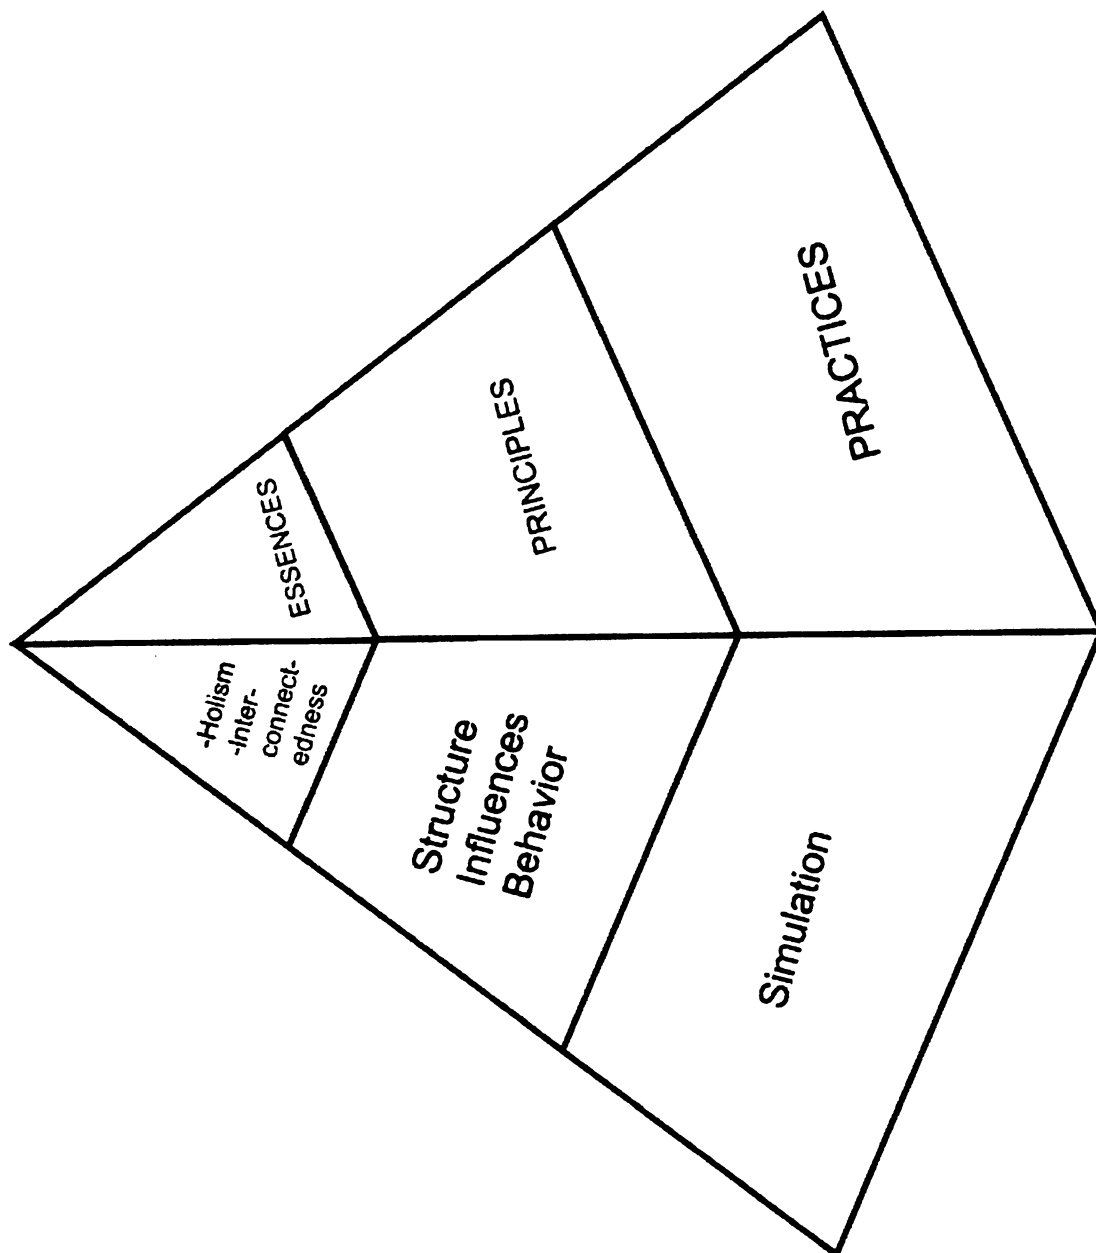 -Holism
-Inter-
connect-
edness
ESSENCES
Structure
Influences
Behavior
PRINCIPLES
Simulation
PRACTICES